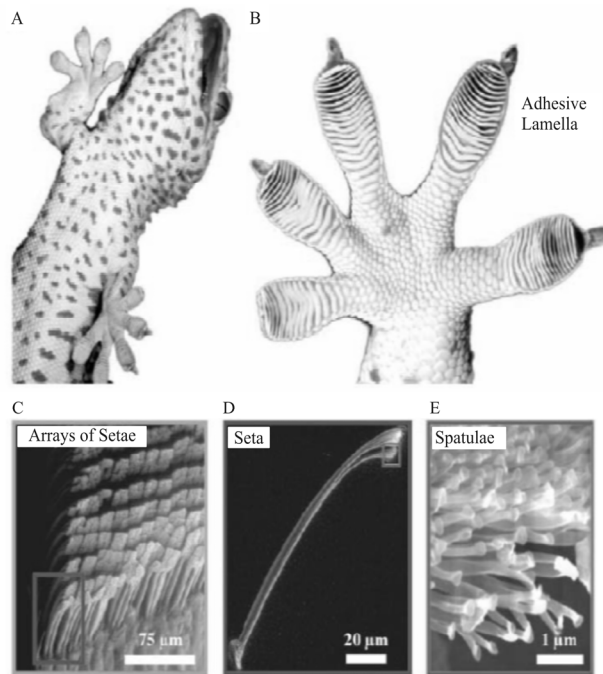 A
B
Adhesive
Lamella
C
D
E
Arrays of Setae
Seta
Spatulae
75 µm
20 µm
1 µm